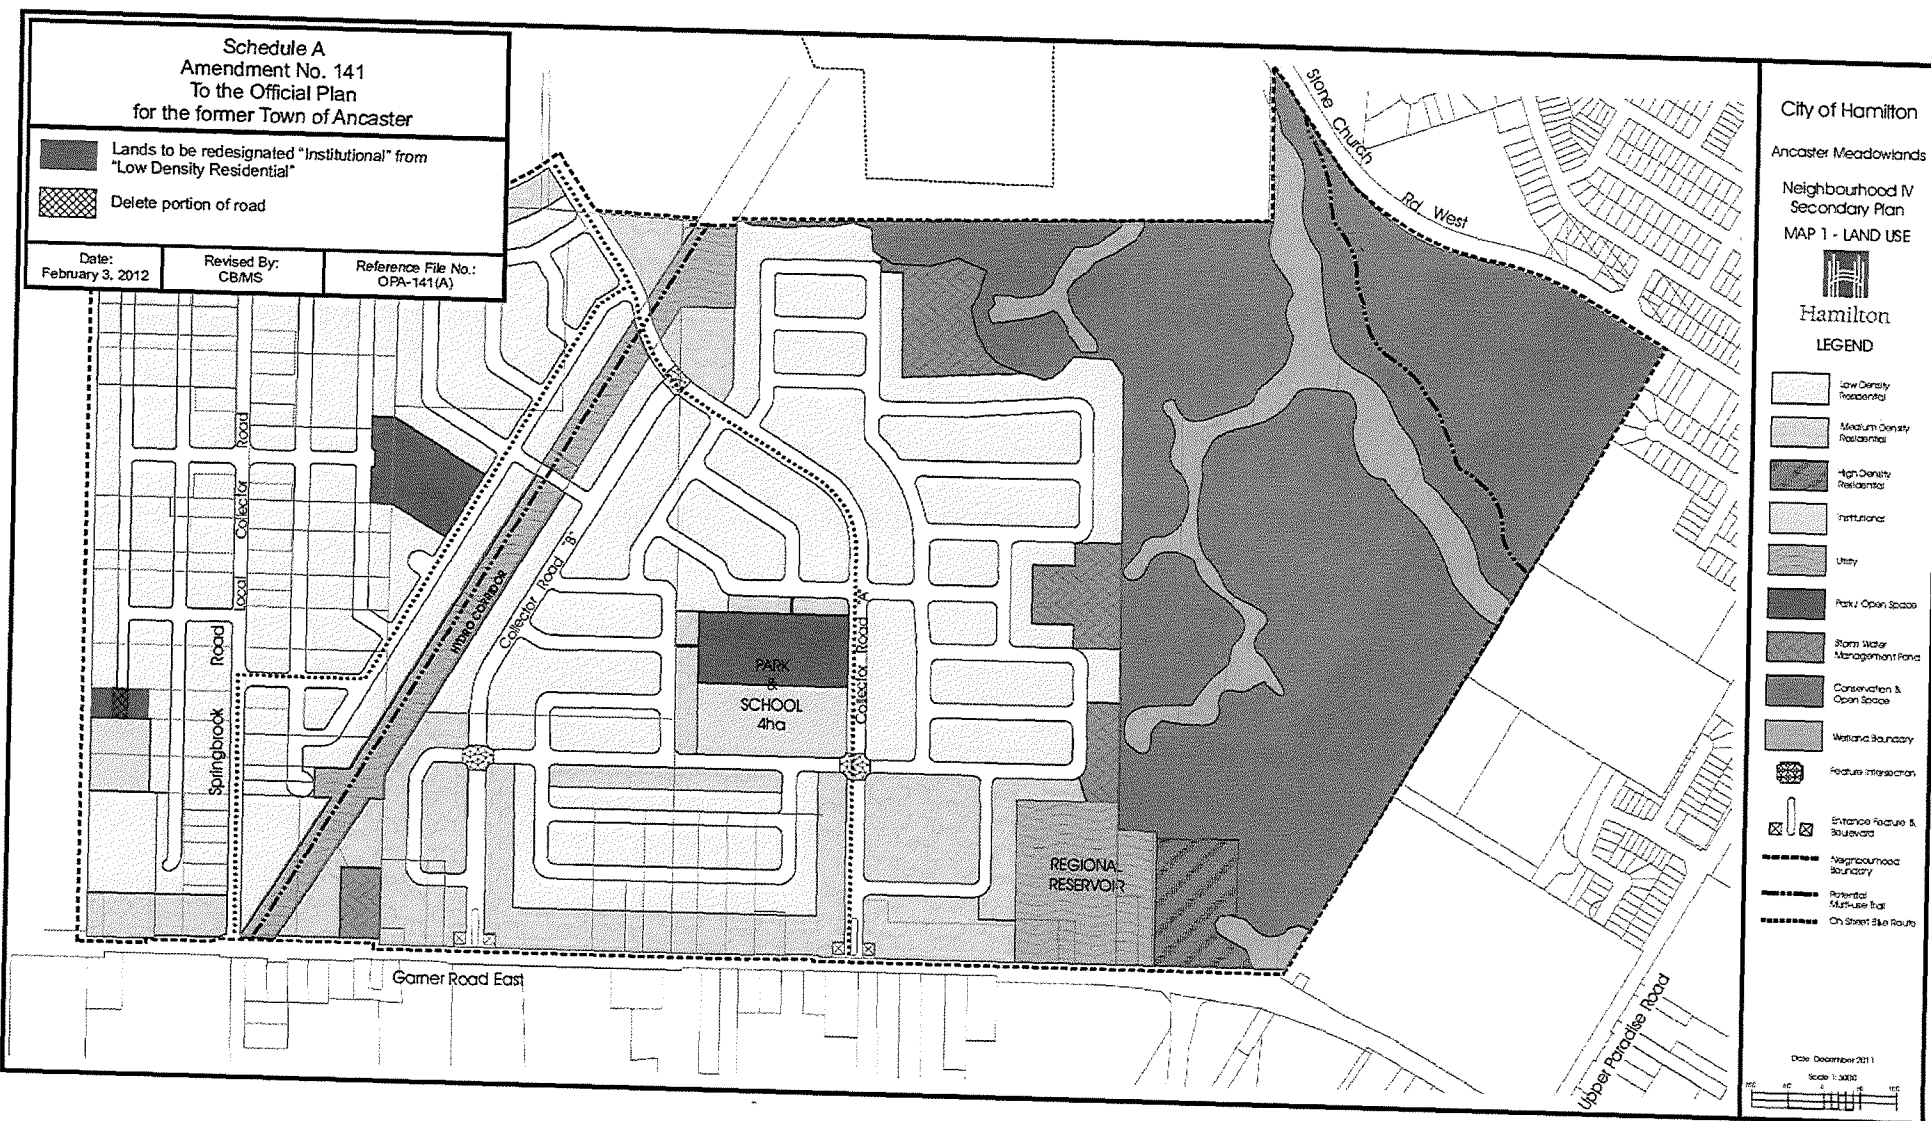 Schedule A
Amendment No. 141
To the Official Plan
for the former Town of Ancaster
Lands to be redesignated "Institutional" from
"Low Density Residential"
Delete portion of road
Date:
February 3, 2012
Revised By:
CB/MS
Reference File No.:
OPA-141(A)
Stone Church
Rd. West
Local Collector Road
Springbrook Road
HYDRO CORRIDOR
Collector Road "B"
Collector Road "A"
PARK
&
SCHOOL
4ha
REGIONAL
RESERVOIR
Garner Road East
Upper Paradise Road
City of Hamilton
Ancaster Meadowlands
Neighbourhood IV
Secondary Plan
MAP 1 - LAND USE
Hamilton
LEGEND
Low Density
Residential
Medium Density
Residential
High Density
Residential
Institutional
Utility
Park / Open Space
Storm Water
Management Pond
Conservation &
Open Space
Wetland Boundary
Feature Intersection
Entrance Feature &
Boulevard
Neighbourhood
Boundary
Potential
Multi-use Trail
On Street Bike Route
Date: December 2011